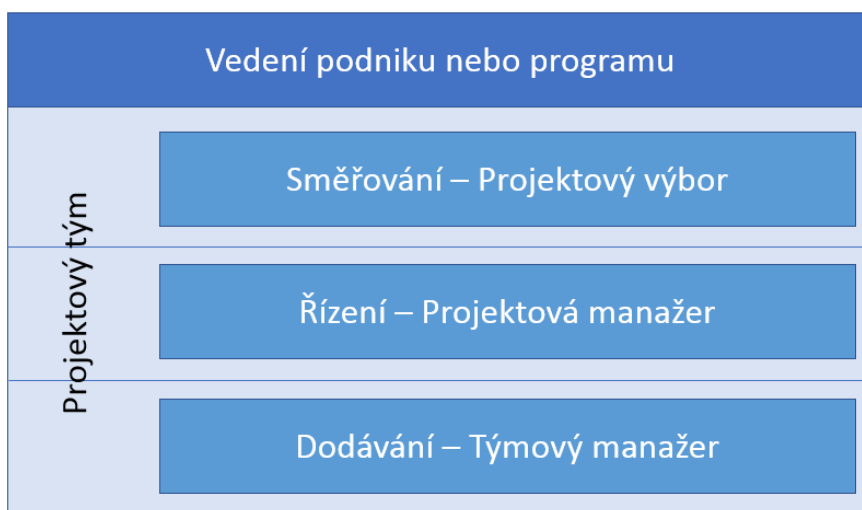 Vedení podniku nebo programu
Projektový tým
Směřování – Projektový výbor
Řízení – Projektová manažer
Dodávání – Týmový manažer